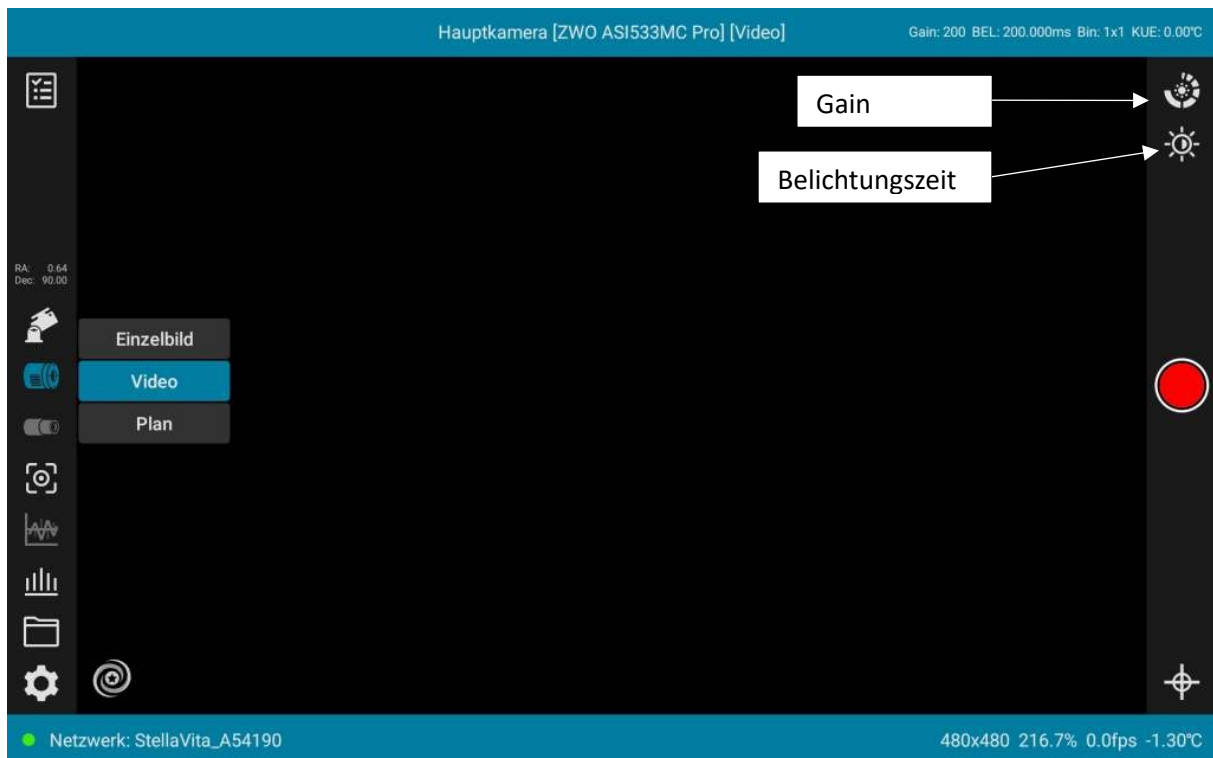 Hauptkamera [ZWO ASI533MC Pro] [Video]
Gain: 200 BEL: 200.000ms Bin: 1x1 KUE: 0.00°C
Gain
Belichtungszeit
RA: 0.64
Dec: 90.00
Einzelbild
Video
Plan
Netzwerk: StellaVita_A54190
480x480 216.7% 0.0fps -1.30°C